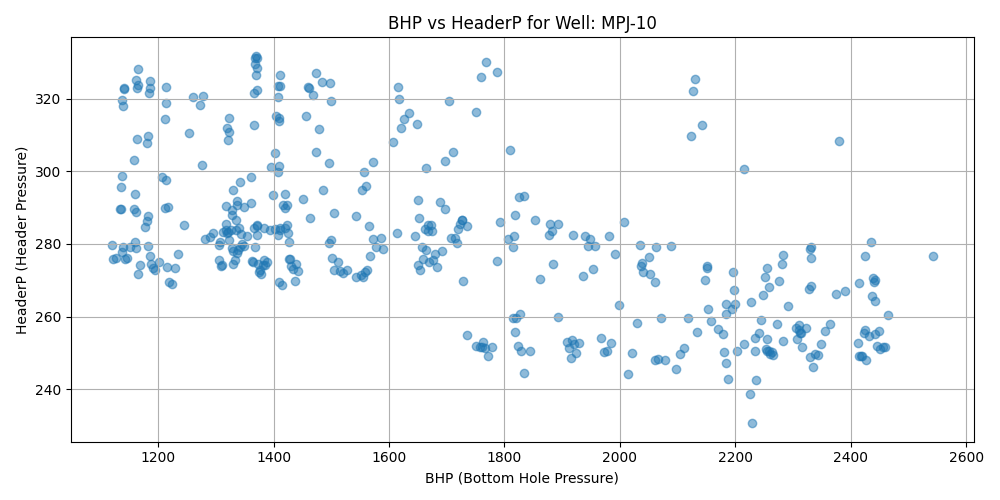 BHP vs HeaderP for Well: MPJ-10
HeaderP (Header Pressure)
320
300
280
260
240
1200 1400 1600 1800 2000 2200 2400 2600
BHP (Bottom Hole Pressure)